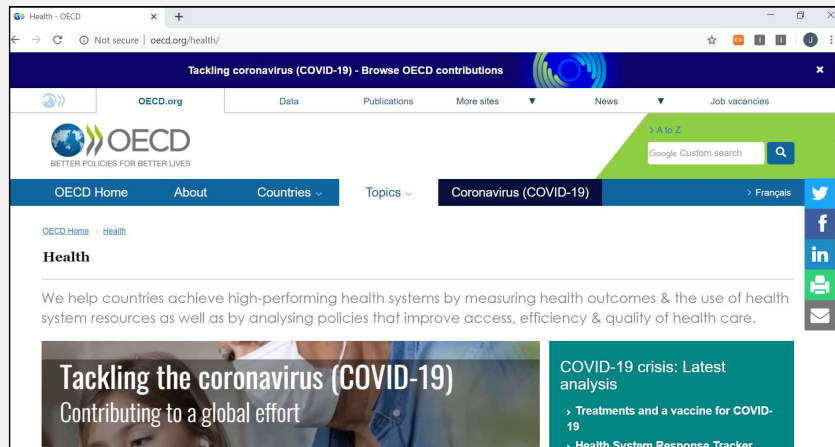 Health - OECD
Not secure | oecd.org/health/
Tackling coronavirus (COVID-19) - Browse OECD contributions
OECD.org Data Publications More sites ▼ News ▼ Job vacancies
OECD
BETTER POLICIES FOR BETTER LIVES
> A to Z
Google Custom search
OECD Home About Countries Topics Coronavirus (COVID-19) > Français
OECD Home › Health
Health
We help countries achieve high-performing health systems by measuring health outcomes & the use of health
system resources as well as by analysing policies that improve access, efficiency & quality of health care.
Tackling the coronavirus (COVID-19)
Contributing to a global effort
COVID-19 crisis: Latest
analysis
› Treatments and a vaccine for COVID-
19
› Health System Response Tracker